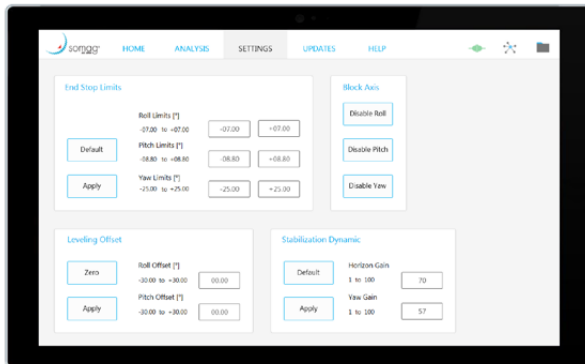 somag
HOME ANALYSIS SETTINGS UPDATES HELP
End Stop Limits
Roll Limits [°]
-07.00 to +07.00 -07.00 +07.00
Default
Pitch Limits [°]
-08.80 to +08.80 -08.80 +08.80
Apply
Yaw Limits [°]
-25.00 to +25.00 -25.00 +25.00
Block Axis
Disable Roll
Disable Pitch
Disable Yaw
Leveling Offset
Zero
Roll Offset [°]
-30.00 to +30.00 00.00
Apply
Pitch Offset [°]
-30.00 to +30.00 00.00
Stabilization Dynamic
Default
Horizon Gain
1 to 100 70
Apply
Yaw Gain
1 to 100 57